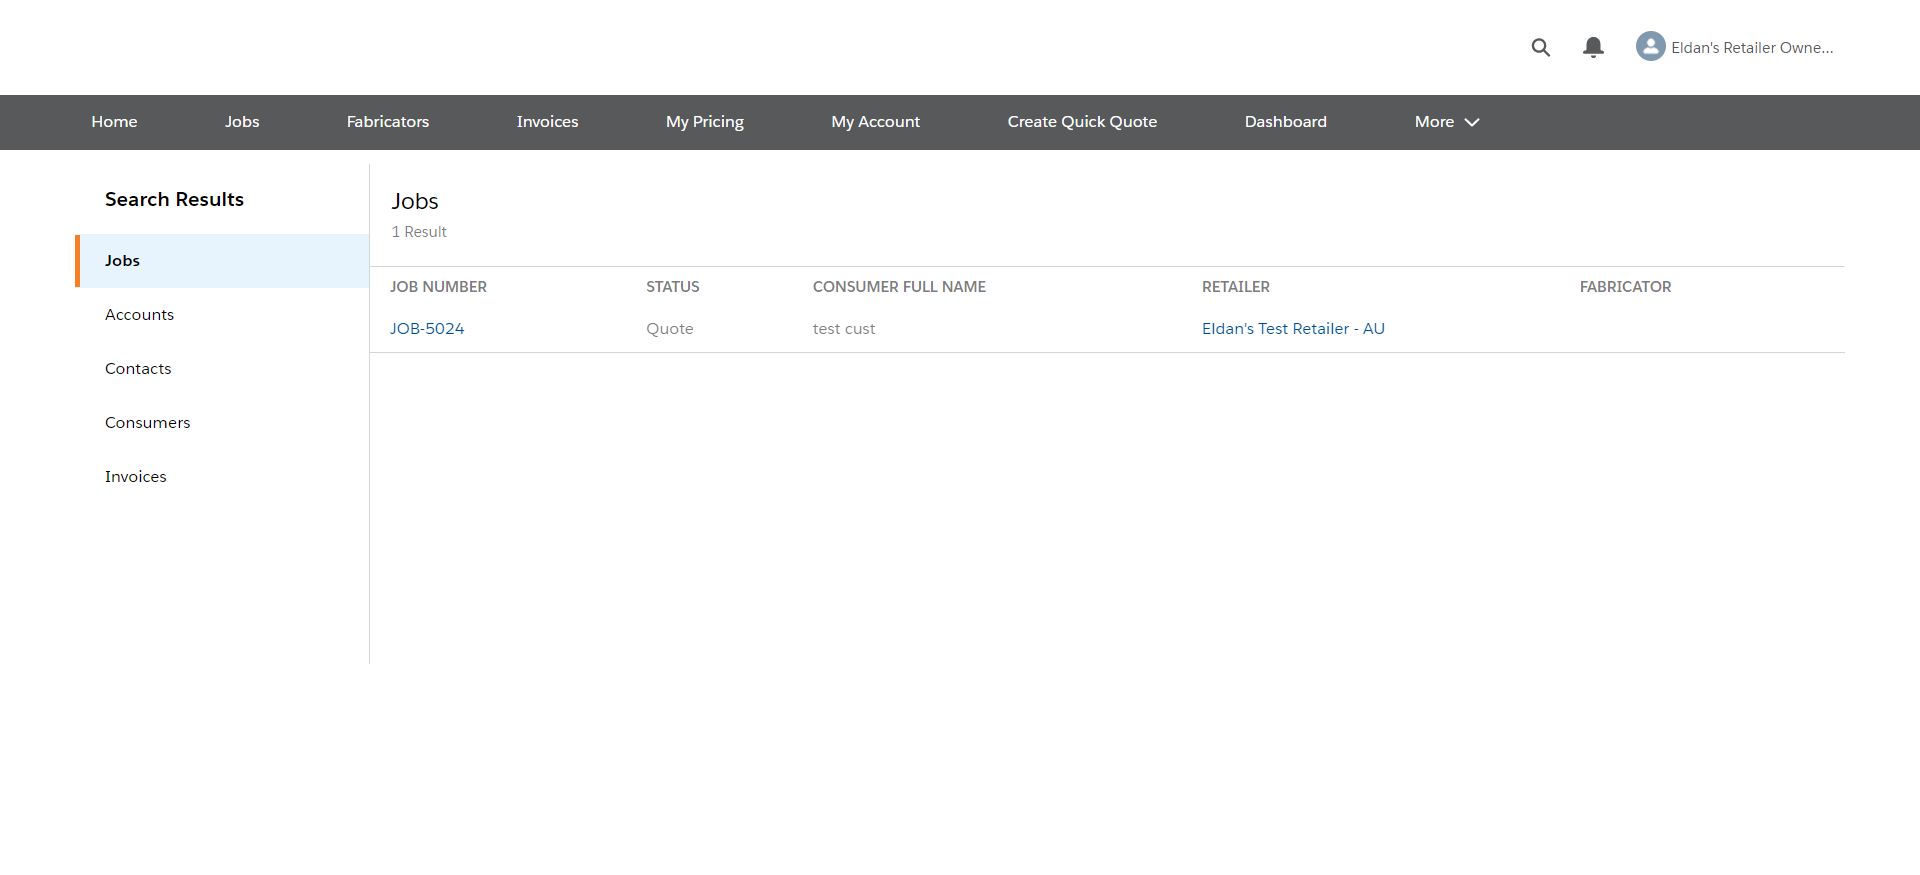 Eldan's Retailer Owne...
Home Jobs Fabricators Invoices My Pricing My Account Create Quick Quote Dashboard More
Search Results
Jobs
Accounts
Contacts
Consumers
Invoices
Jobs
1 Result
JOB NUMBER STATUS CONSUMER FULL NAME RETAILER FABRICATOR
JOB-5024 Quote test cust Eldan's Test Retailer - AU